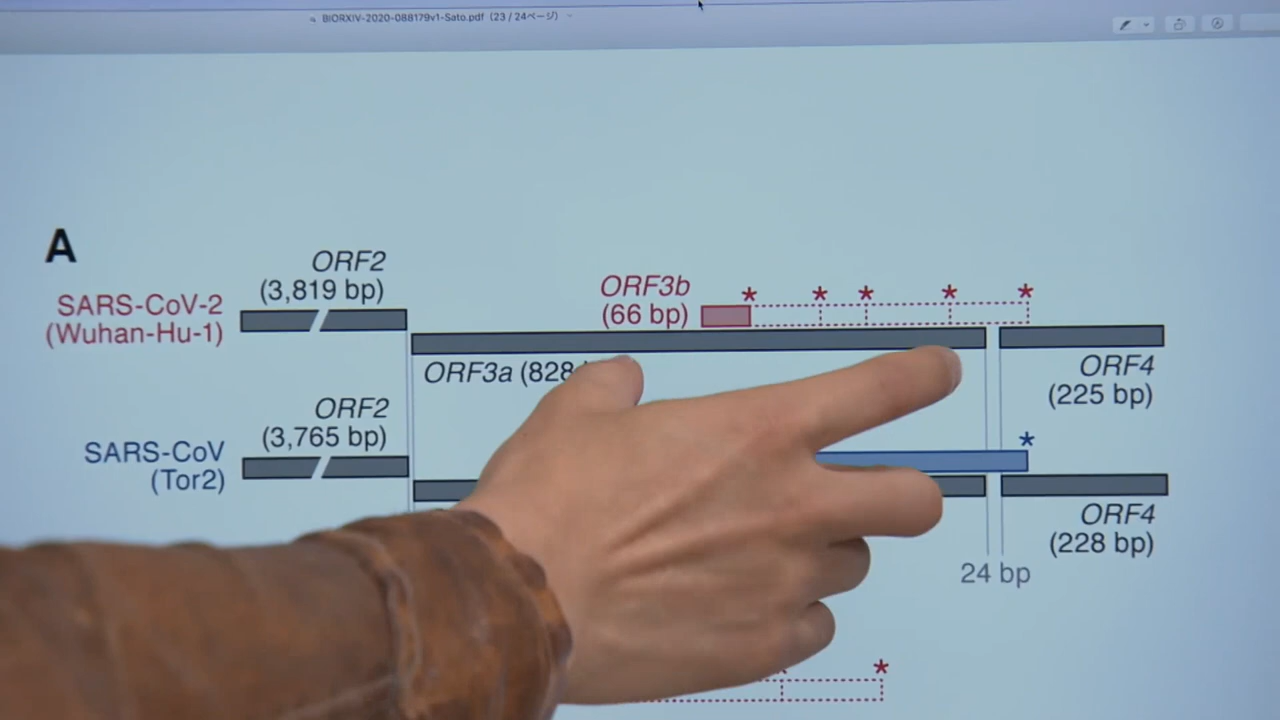 BIORXIV-2020-088179v1-Sato.pdf (23 / 24ページ)
A
SARS-CoV-2
(Wuhan-Hu-1)
ORF2
(3,819 bp)
ORF3b
(66 bp)
* * * * *
ORF3a (828
ORF4
(225 bp)
SARS-CoV
(Tor2)
ORF2
(3,765 bp)
*
ORF4
(228 bp)
24 bp
*